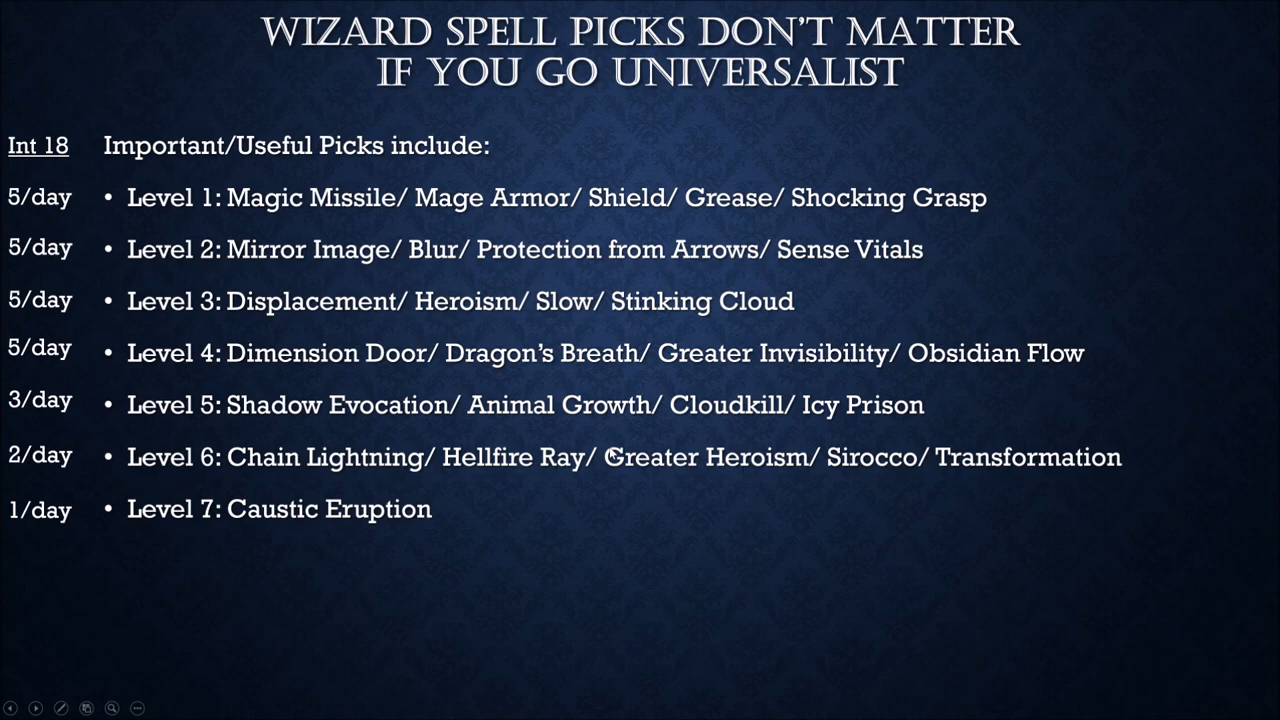 WIZARD SPELL PICKS DON'T MATTER
IF YOU GO UNIVERSALIST
Int 18 Important/Useful Picks include:
5/day • Level 1: Magic Missile/ Mage Armor/ Shield/ Grease/ Shocking Grasp
5/day • Level 2: Mirror Image/ Blur/ Protection from Arrows/ Sense Vitals
5/day • Level 3: Displacement/ Heroism/ Slow/ Stinking Cloud
5/day • Level 4: Dimension Door/ Dragon's Breath/ Greater Invisibility/ Obsidian Flow
3/day • Level 5: Shadow Evocation/ Animal Growth/ Cloudkill/ Icy Prison
2/day • Level 6: Chain Lightning/ Hellfire Ray/ Greater Heroism/ Sirocco/ Transformation
1/day • Level 7: Caustic Eruption